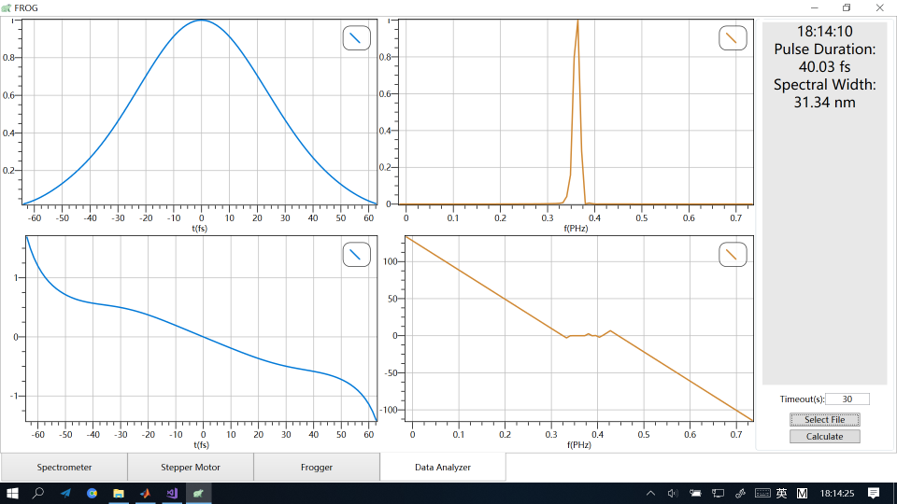 FROG
1
0.8
0.6
0.4
0.2
-60 -50 -40 -30 -20 -10 0 10 20 30 40 50 60
t(fs)
1
0.8
0.6
0.4
0.2
0
0 0.1 0.2 0.3 0.4 0.5 0.6 0.7
f(PHz)
18:14:10
Pulse Duration:
40.03 fs
Spectral Width:
31.34 nm
1
0
-1
-60 -50 -40 -30 -20 -10 0 10 20 30 40 50 60
t(fs)
100
50
0
-50
-100
0 0.1 0.2 0.3 0.4 0.5 0.6 0.7
f(PHz)
Timeout(s): 30
Select File
Calculate
Spectrometer Stepper Motor Frogger Data Analyzer
英 M 18:14:25